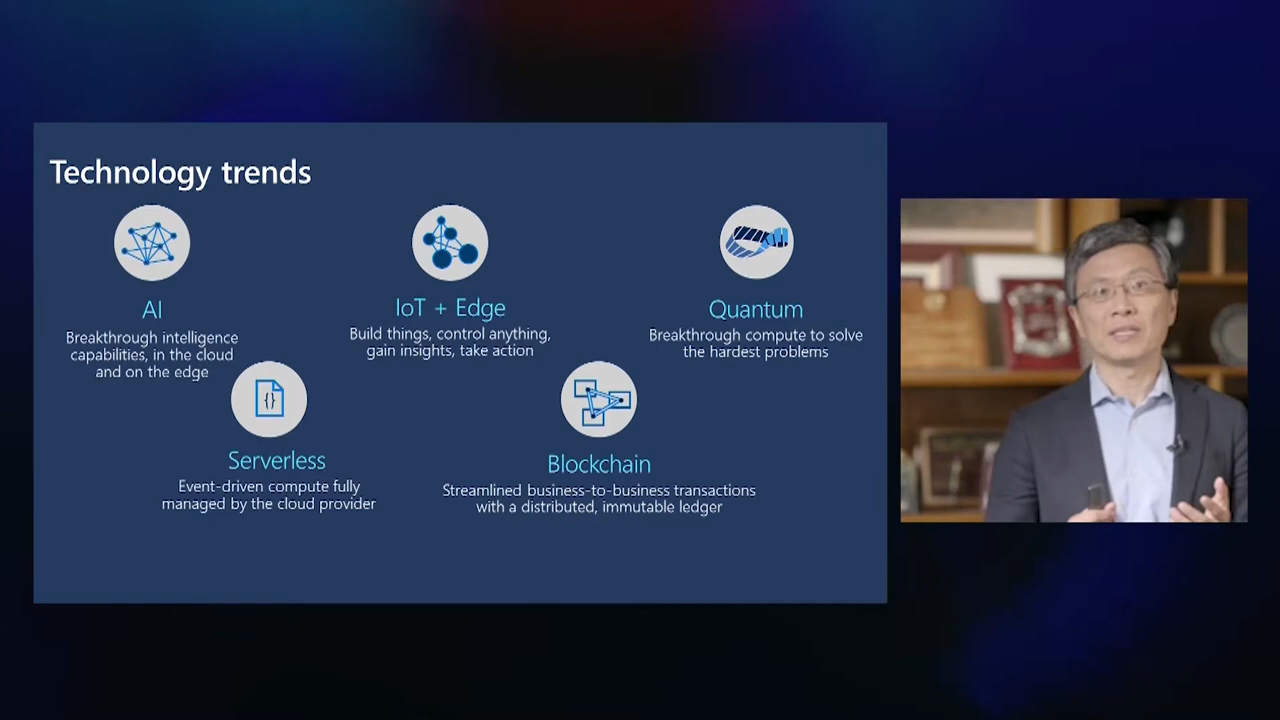 Technology trends
AI
Breakthrough intelligence
capabilities, in the cloud
and on the edge
IoT + Edge
Build things, control anything,
gain insights, take action
Quantum
Breakthrough compute to solve
the hardest problems
{}
Serverless
Event-driven compute fully
managed by the cloud provider
Blockchain
Streamlined business-to-business transactions
with a distributed, immutable ledger